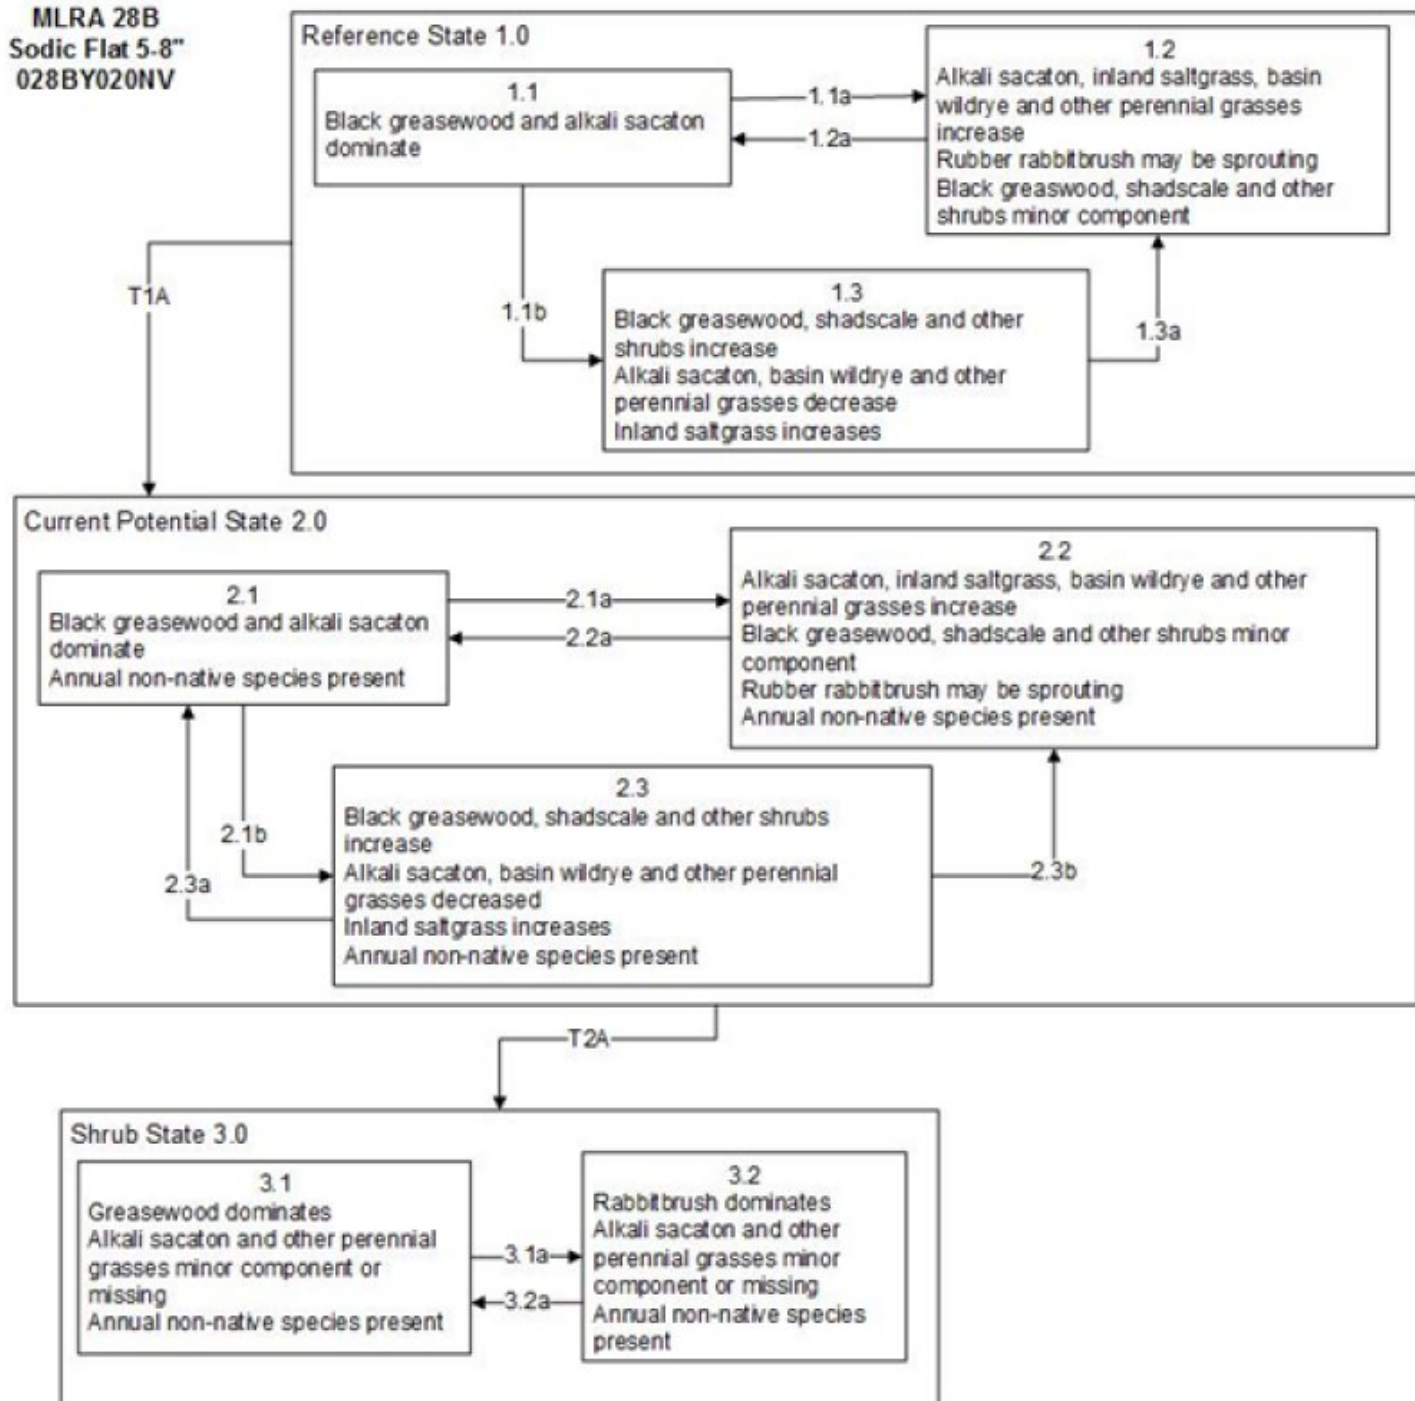 MLRA 28B
Sodic Flat 5-8"
028BY020NV
Reference State 1.0
1.1
Black greasewood and alkali sacaton
dominate
1.1a
1.2a
1.2
Alkali sacaton, inland saltgrass, basin
wildrye and other perennial grasses
increase
Rubber rabbitbrush may be sprouting
Black greaswood, shadscale and other
shrubs minor component
T1A
1.1b
1.3
Black greasewood, shadscale and other
shrubs increase
Alkali sacaton, basin wildrye and other
perennial grasses decrease
Inland saltgrass increases
1.3a
Current Potential State 2.0
2.1
Black greasewood and alkali sacaton
dominate
Annual non-native species present
2.1a
2.2a
2.2
Alkali sacaton, inland saltgrass, basin wildrye and other
perennial grasses increase
Black greasewood, shadscale and other shrubs minor
component
Rubber rabbitbrush may be sprouting
Annual non-native species present
2.1b
2.3a
2.3
Black greasewood, shadscale and other shrubs
increase
Alkali sacaton, basin wildrye and other perennial
grasses decreased
Inland saltgrass increases
Annual non-native species present
2.3b
T2A
Shrub State 3.0
3.1
Greasewood dominates
Alkali sacaton and other perennial
grasses minor component or
missing
Annual non-native species present
3.1a
3.2a
3.2
Rabbitbrush dominates
Alkali sacaton and other
perennial grasses minor
component or missing
Annual non-native species
present